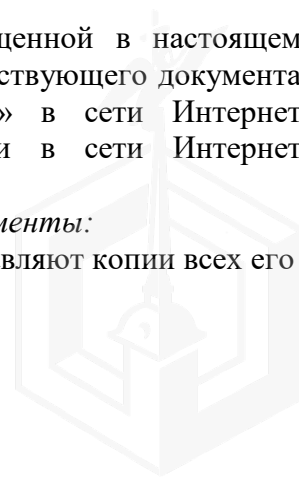 щенной в настоящем
ствующего документа
» в сети Интернет
и в сети Интернет
менты:
вляют копии всех его